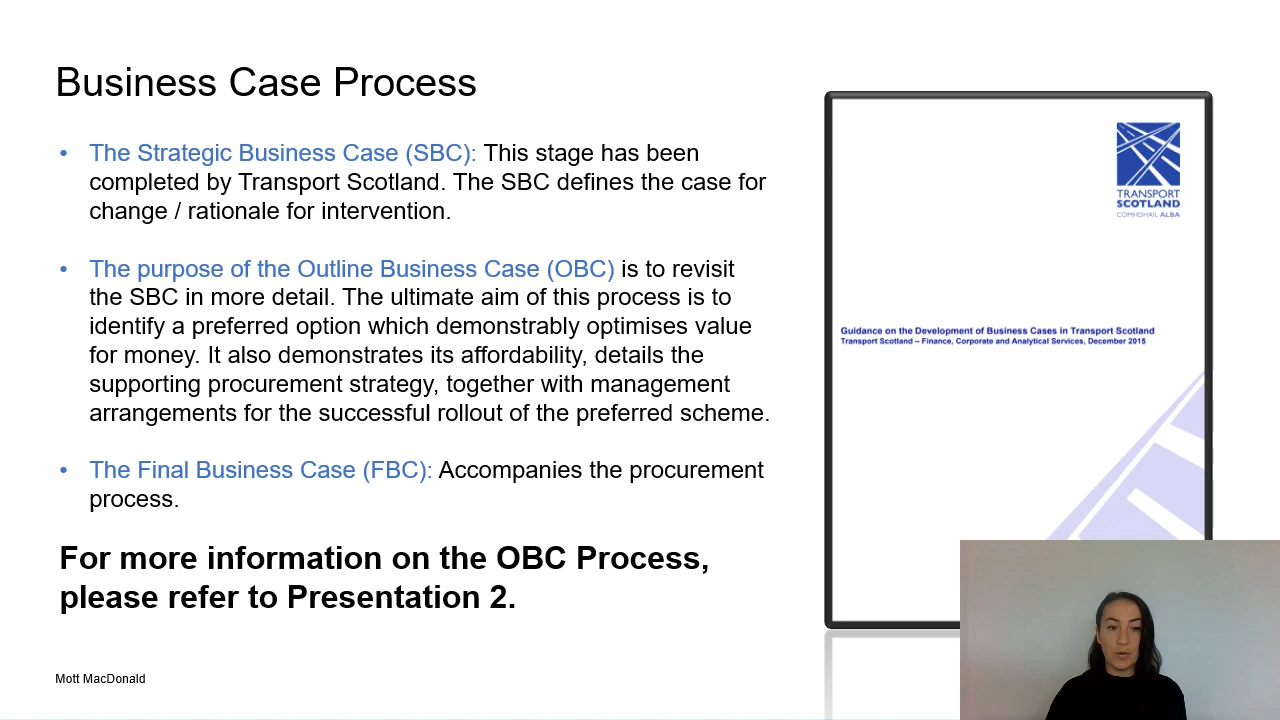 Business Case Process
• The Strategic Business Case (SBC): This stage has been
completed by Transport Scotland. The SBC defines the case for
change / rationale for intervention.
• The purpose of the Outline Business Case (OBC) is to revisit
the SBC in more detail. The ultimate aim of this process is to
identify a preferred option which demonstrably optimises value
for money. It also demonstrates its affordability, details the
supporting procurement strategy, together with management
arrangements for the successful rollout of the preferred scheme.
• The Final Business Case (FBC): Accompanies the procurement
process.
For more information on the OBC Process,
please refer to Presentation 2.
Mott MacDonald
TRANSPORT
SCOTLAND
CÒMHDHAIL ALBA
Guidance on the Development of Business Cases in Transport Scotland
Transport Scotland – Finance, Corporate and Analytical Services, December 2015